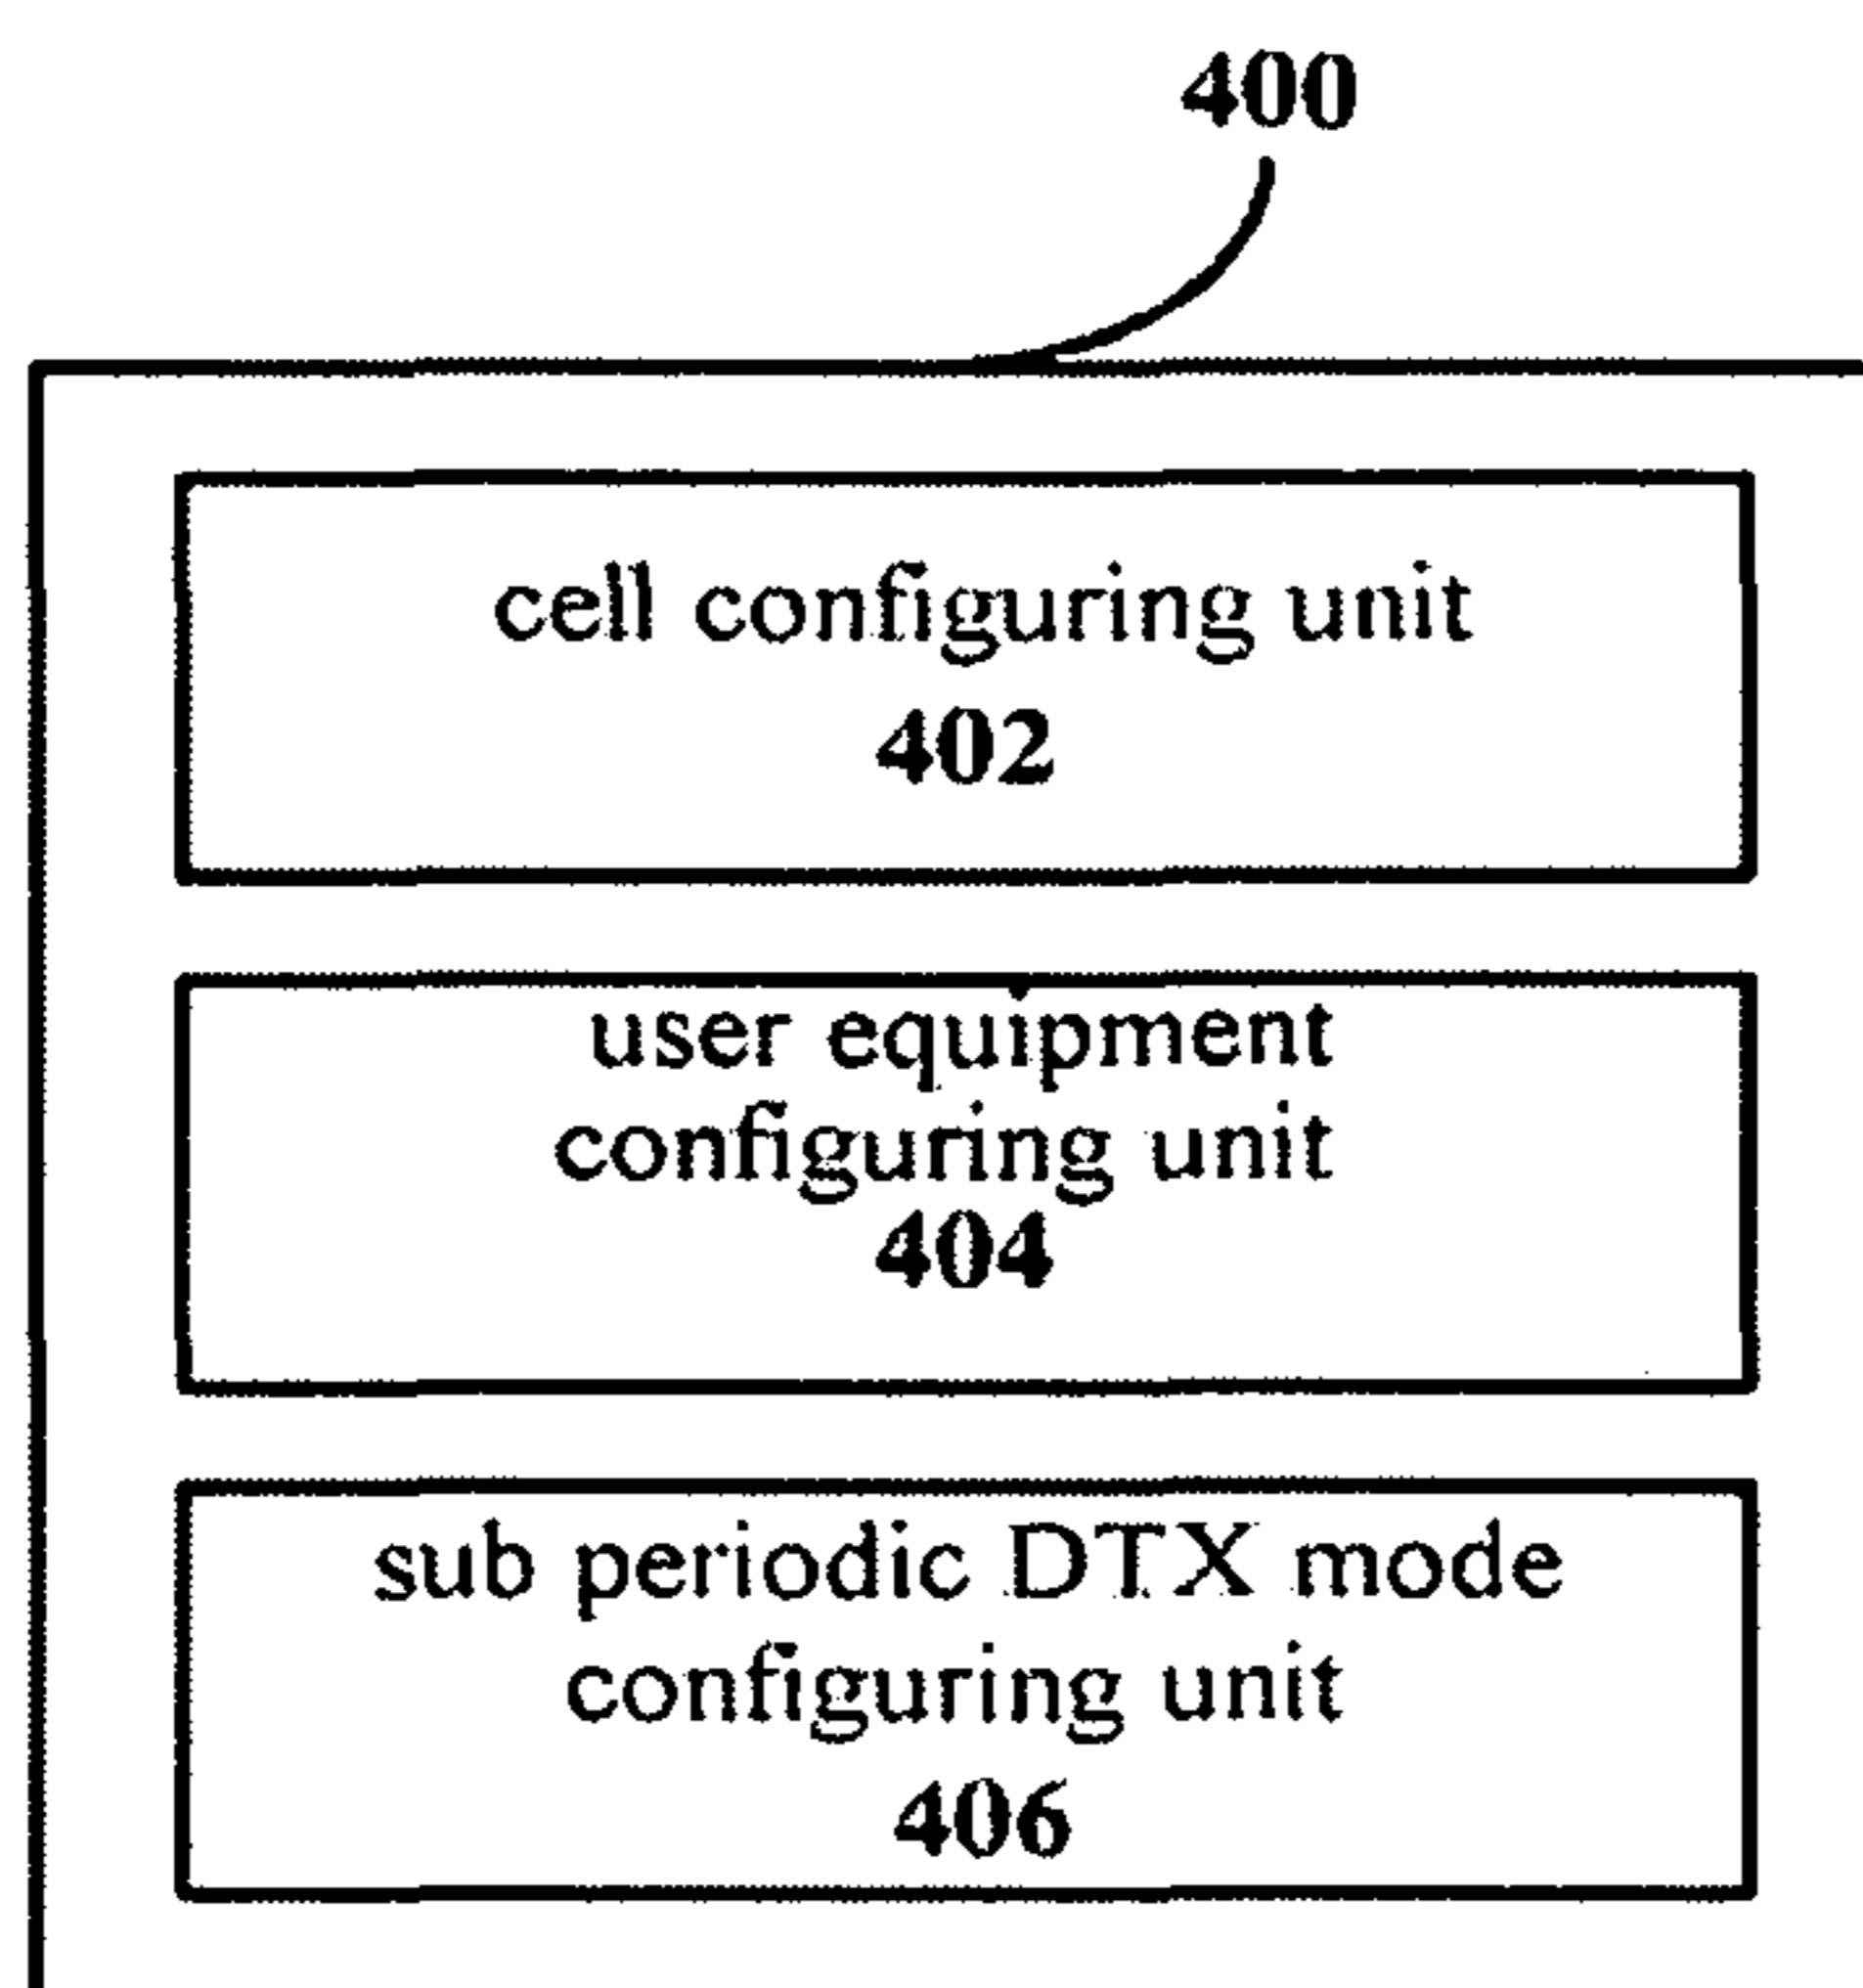 400
cell configuring unit
402
user equipment
configuring unit
404
sub periodic DTX mode
configuring unit
406